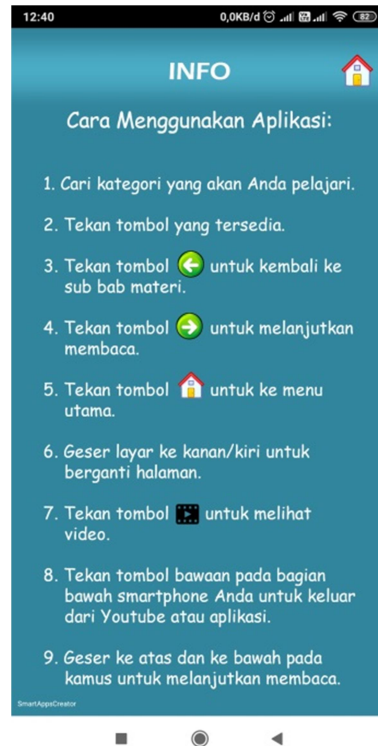 12:40
0,0KB/d
82
INFO
Cara Menggunakan Aplikasi:
1. Cari kategori yang akan Anda pelajari.
2. Tekan tombol yang tersedia.
3. Tekan tombol untuk kembali ke
sub bab materi.
4. Tekan tombol untuk melanjutkan
membaca.
5. Tekan tombol untuk ke menu
utama.
6. Geser layar ke kanan/kiri untuk
berganti halaman.
7. Tekan tombol untuk melihat
video.
8. Tekan tombol bawaan pada bagian
bawah smartphone Anda untuk keluar
dari Youtube atau aplikasi.
9. Geser ke atas dan ke bawah pada
kamus untuk melanjutkan membaca.
SmartAppsCreator